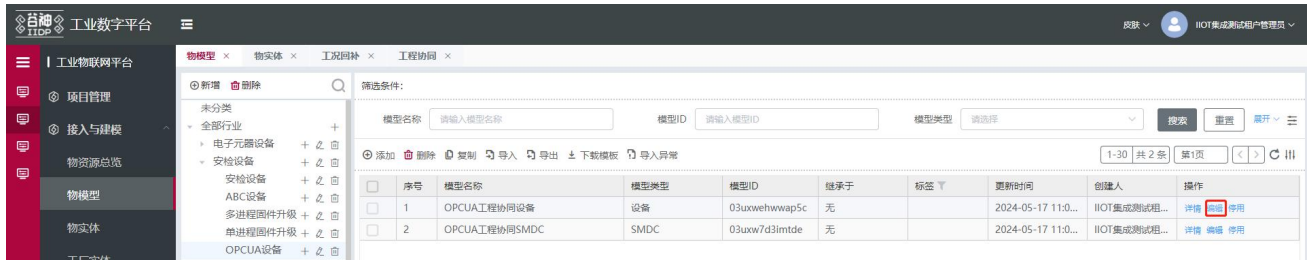 谷神 IIDP 工业数字平台 皮肤 IIOT集成测试租户管理员
工业物联网平台
项目管理
接入与建模
物资源总览
物模型
物实体
工厂实体
物模型 × 物实体 × 工况回补 × 工程协同 ×
新增 删除
未分类
全部行业
电子元器设备
安检设备
安检设备
ABC设备
多进程固件升级
单进程固件升级
OPCUA设备
筛选条件:
模型名称 请输入模型名称 模型ID 请输入模型ID 模型类型 请选择 搜索 重置 展开
添加 删除 复制 导入 导出 下载模板 导入异常 1-30 共2条 第1页
序号 模型名称 模型类型 模型ID 继承于 标签 更新时间 创建人 操作
1 OPCUA工程协同设备 设备 03uxwehwwap5c 无 2024-05-17 11:0... IIOT集成测试租... 详情 编辑 停用
2 OPCUA工程协同SMDC SMDC 03uxw7d3imtde 无 2024-05-17 11:0... IIOT集成测试租... 详情 编辑 停用